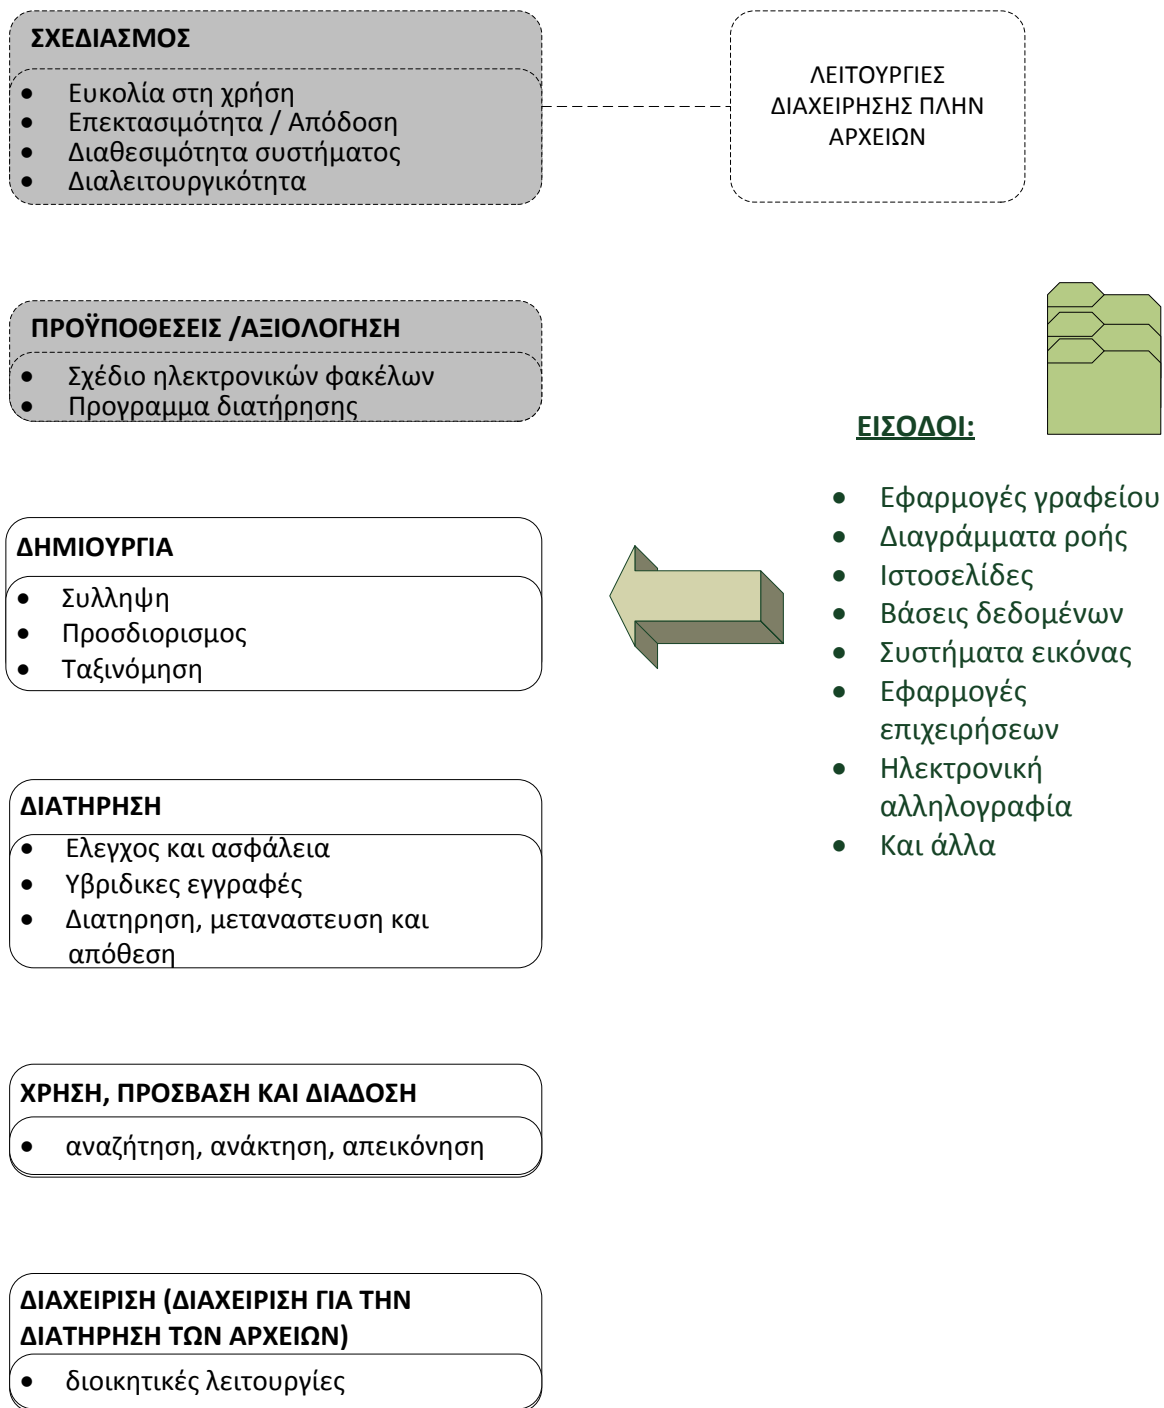 ΣΧΕΔΙΑΣΜΟΣ
• Ευκολία στη χρήση
• Επεκτασιμότητα / Απόδοση
• Διαθεσιμότητα συστήματος
• Διαλειτουργικότητα
ΛΕΙΤΟΥΡΓΙΕΣ
ΔΙΑΧΕΙΡΗΣΗΣ ΠΛΗΝ
ΑΡΧΕΙΩΝ
ΠΡΟΫΠΟΘΕΣΕΙΣ /ΑΞΙΟΛΟΓΗΣΗ
• Σχέδιο ηλεκτρονικών φακέλων
• Προγραμμα διατήρησης
ΔΗΜΙΟΥΡΓΙΑ
• Συλληψη
• Προσδιορισμος
• Ταξινόμηση
ΕΙΣΟΔΟΙ:
• Εφαρμογές γραφείου
• Διαγράμματα ροής
• Ιστοσελίδες
• Βάσεις δεδομένων
• Συστήματα εικόνας
• Εφαρμογές
επιχειρήσεων
• Ηλεκτρονική
αλληλογραφία
• Και άλλα
ΔΙΑΤΗΡΗΣΗ
• Ελεγχος και ασφάλεια
• Υβριδικες εγγραφές
• Διατηρηση, μεταναστευση και
απόθεση
ΧΡΗΣΗ, ΠΡΟΣΒΑΣΗ ΚΑΙ ΔΙΑΔΟΣΗ
• αναζήτηση, ανάκτηση, απεικόνηση
ΔΙΑΧΕΙΡΙΣΗ (ΔΙΑΧΕΙΡΙΣΗ ΓΙΑ ΤΗΝ
ΔΙΑΤΗΡΗΣΗ ΤΩΝ ΑΡΧΕΙΩΝ)
• διοικητικές λειτουργίες